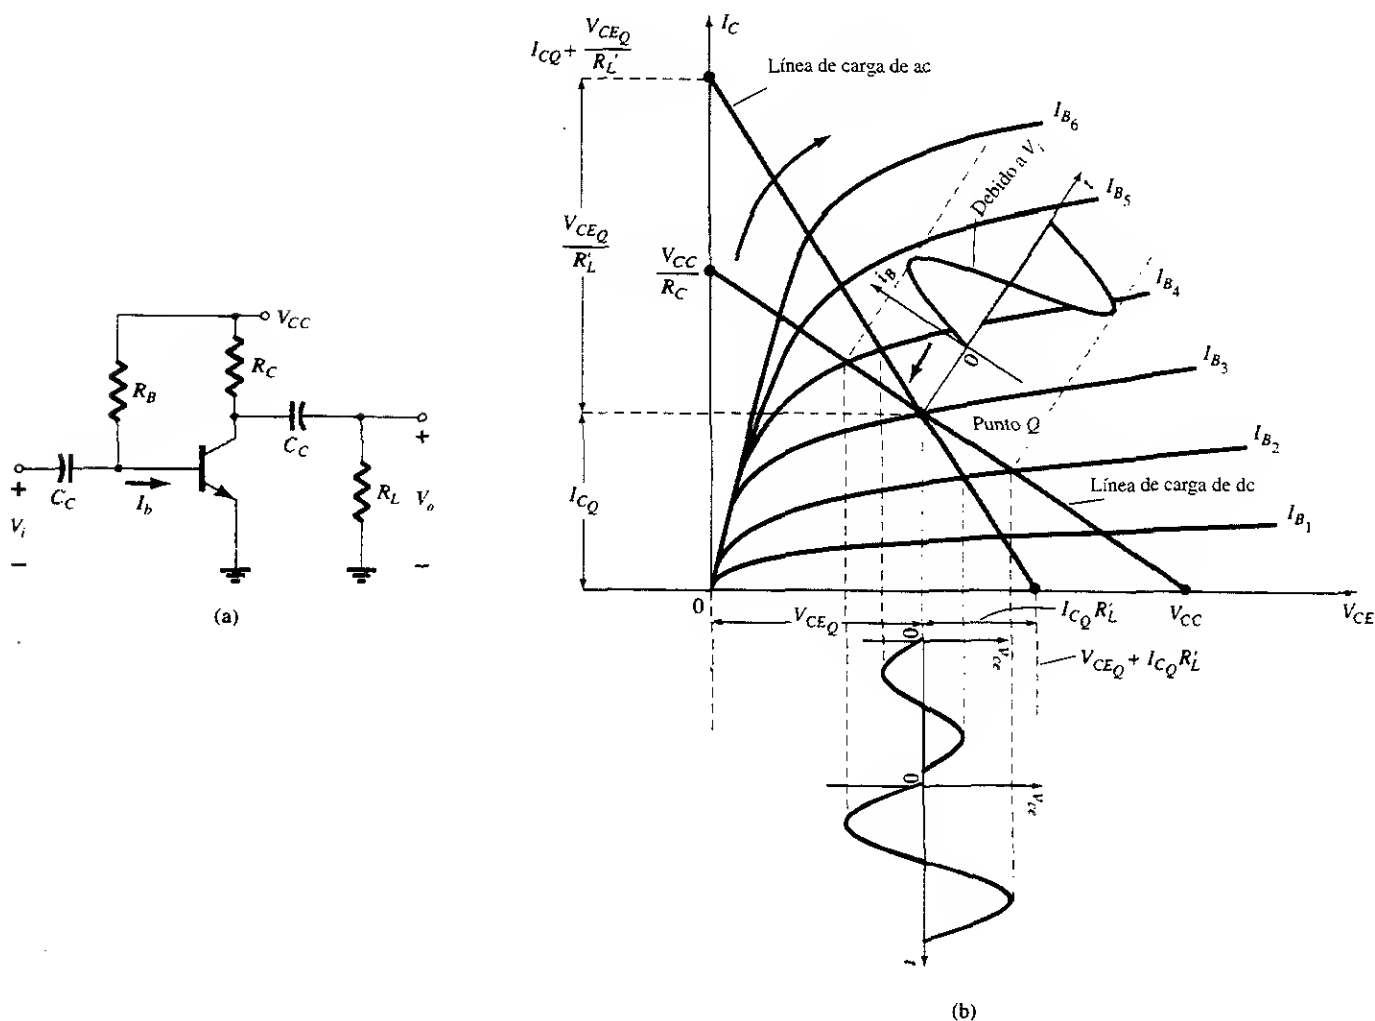 V_CC
R_C
R_B
C_C
C_C
I_b
R_L
V_i
V_o
+
−
+
−
(a)
I_C
I_CQ + V_CEQ / R'_L
Línea de carga de ac
I_B6
Debido a V_i
t
I_B5
V_CEQ / R'_L
V_CC / R_C
i_B
I_B4
0
I_B3
Punto Q
I_B2
I_CQ
Línea de carga de dc
I_B1
0
V_CEQ
I_CQ R'_L
V_CC
V_CE
V_CEQ + I_CQ R'_L
0
V_ce
0
V_ce
t
(b)